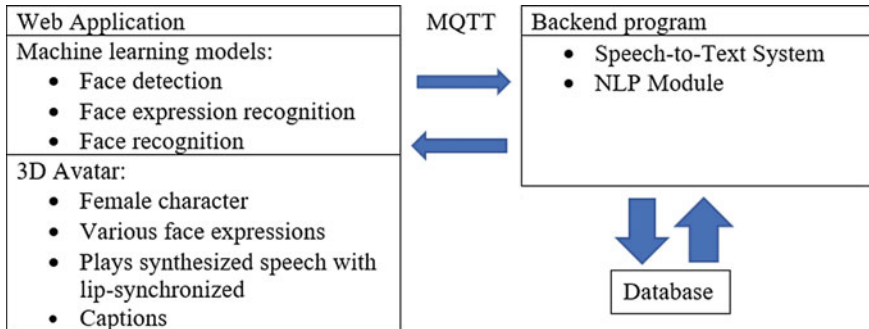 Web Application
Machine learning models:
• Face detection
• Face expression recognition
• Face recognition
3D Avatar:
• Female character
• Various face expressions
• Plays synthesized speech with
lip-synchronized
• Captions
MQTT
Backend program
• Speech-to-Text System
• NLP Module
Database